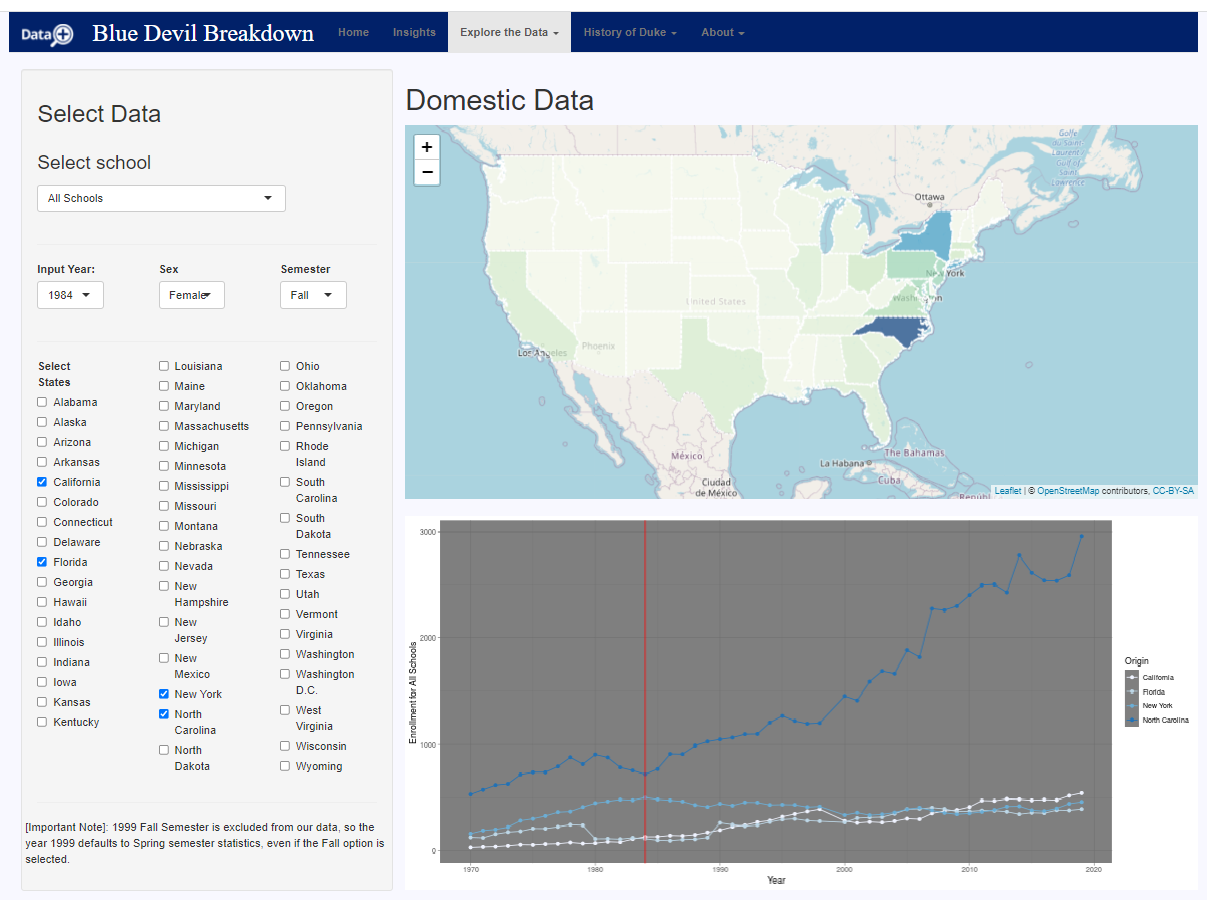 Data+ Blue Devil Breakdown Home Insights Explore the Data History of Duke About
Select Data
Select school
All Schools
Input Year: Sex Semester
1984 Female Fall
Select
States
Alabama
Alaska
Arizona
Arkansas
California
Colorado
Connecticut
Delaware
Florida
Georgia
Hawaii
Idaho
Illinois
Indiana
Iowa
Kansas
Kentucky
Louisiana
Maine
Maryland
Massachusetts
Michigan
Minnesota
Mississippi
Missouri
Montana
Nebraska
Nevada
New
Hampshire
New
Jersey
New
Mexico
New York
North
Carolina
North
Dakota
Ohio
Oklahoma
Oregon
Pennsylvania
Rhode
Island
South
Carolina
South
Dakota
Tennessee
Texas
Utah
Vermont
Virginia
Washington
Washington
D.C.
West
Virginia
Wisconsin
Wyoming
[Important Note]: 1999 Fall Semester is excluded from our data, so the
year 1999 defaults to Spring semester statistics, even if the Fall option is
selected.
Domestic Data
+
−
Golfe
du Saint-
Laurent
Gulf of
Saint
Lawrence
Ottawa
New York
Washington
United States
Los Angeles
Phoenix
México
La Habana
The Bahamas
Cuba
Ciudad
de México
Leaflet | © OpenStreetMap contributors, CC-BY-SA
3000
2000
1000
0
Enrollment for All Schools
1970 1980 1990 2000 2010 2020
Year
Origin
California
Florida
New York
North Carolina